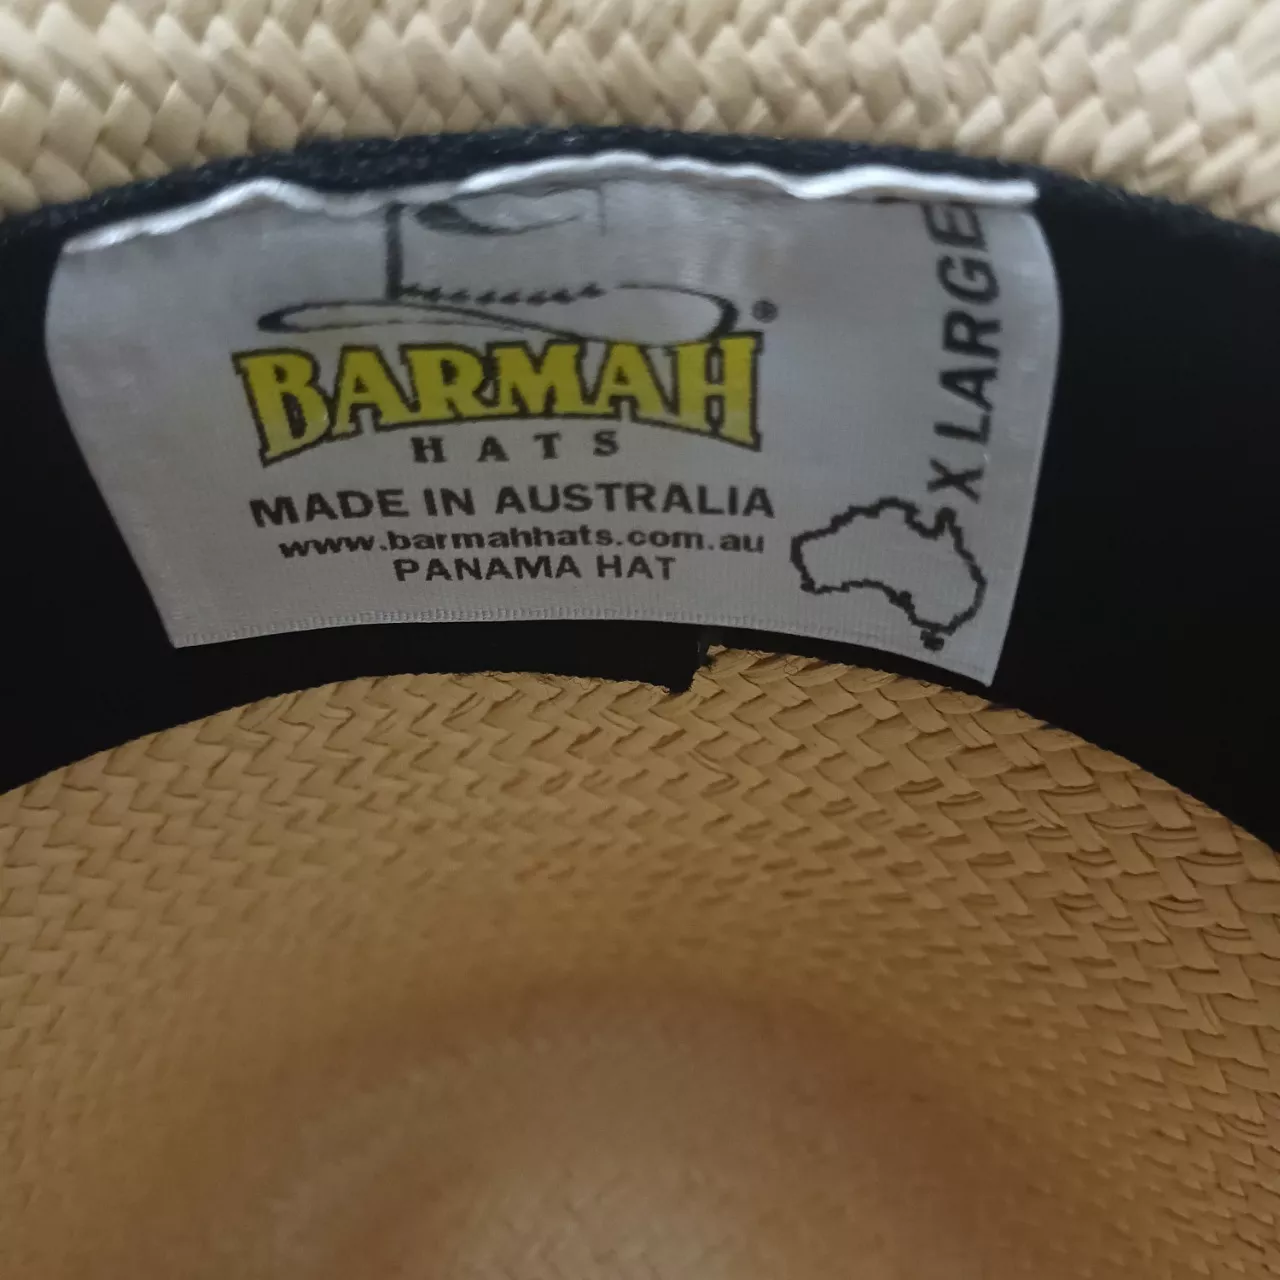 ®
BARMAH
HATS
MADE IN AUSTRALIA
www.barmahhats.com.au
PANAMA HAT
X LARGE